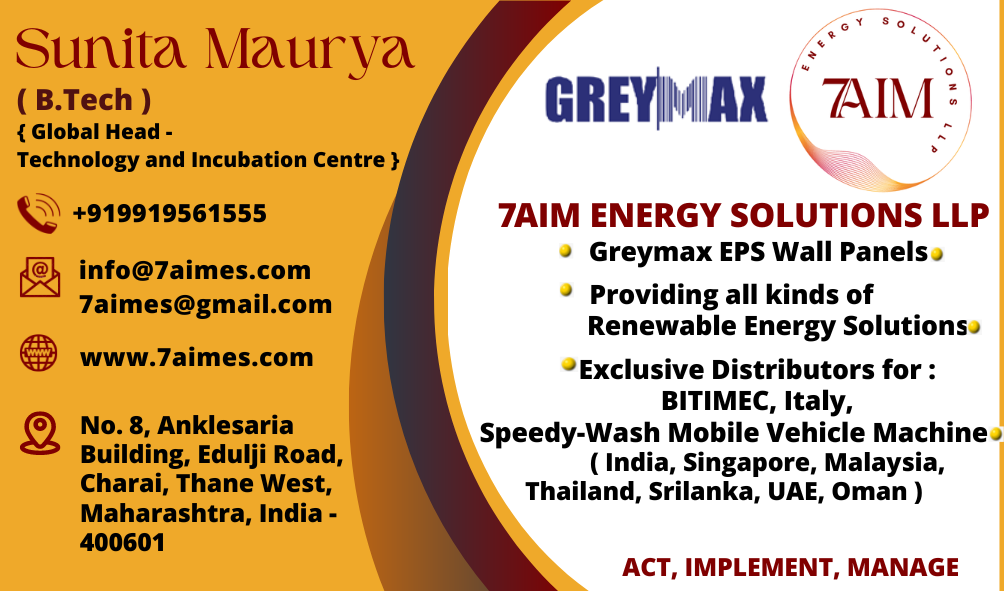 Sunita Maurya
( B.Tech )
{ Global Head -
Technology and Incubation Centre }
+919919561555
@
info@7aimes.com
7aimes@gmail.com
www
www.7aimes.com
No. 8, Anklesaria
Building, Edulji Road,
Charai, Thane West,
Maharashtra, India -
400601
GREYMAX
ENERGY SOLUTIONS LLP
7AIM
7AIM ENERGY SOLUTIONS LLP
Greymax EPS Wall Panels
Providing all kinds of
Renewable Energy Solutions
Exclusive Distributors for :
BITIMEC, Italy,
Speedy-Wash Mobile Vehicle Machine
( India, Singapore, Malaysia,
Thailand, Srilanka, UAE, Oman )
ACT, IMPLEMENT, MANAGE